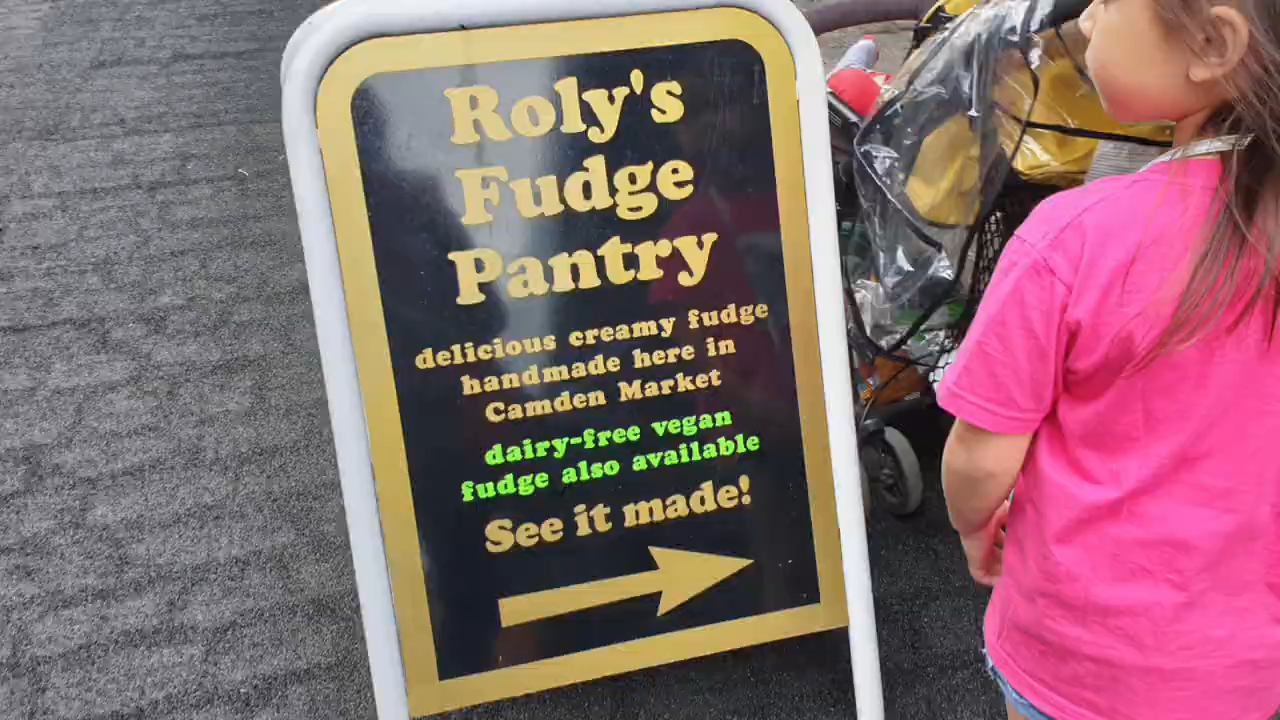 Roly's
Fudge
Pantry
delicious creamy fudge
handmade here in
Camden Market
dairy-free vegan
fudge also available
See it made!